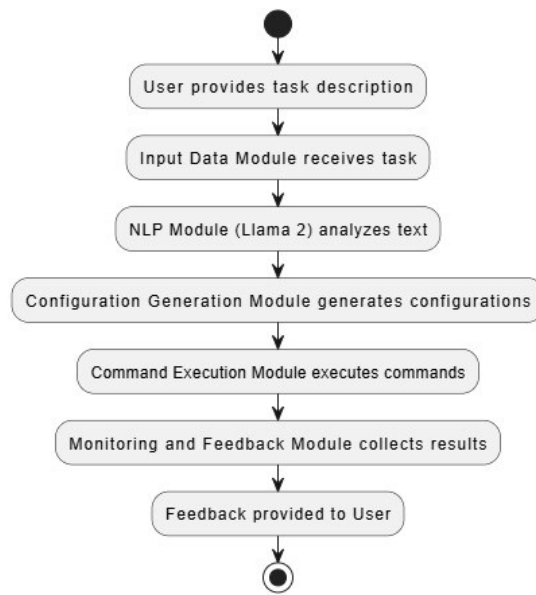 User provides task description
Input Data Module receives task
NLP Module (Llama 2) analyzes text
Configuration Generation Module generates configurations
Command Execution Module executes commands
Monitoring and Feedback Module collects results
Feedback provided to User